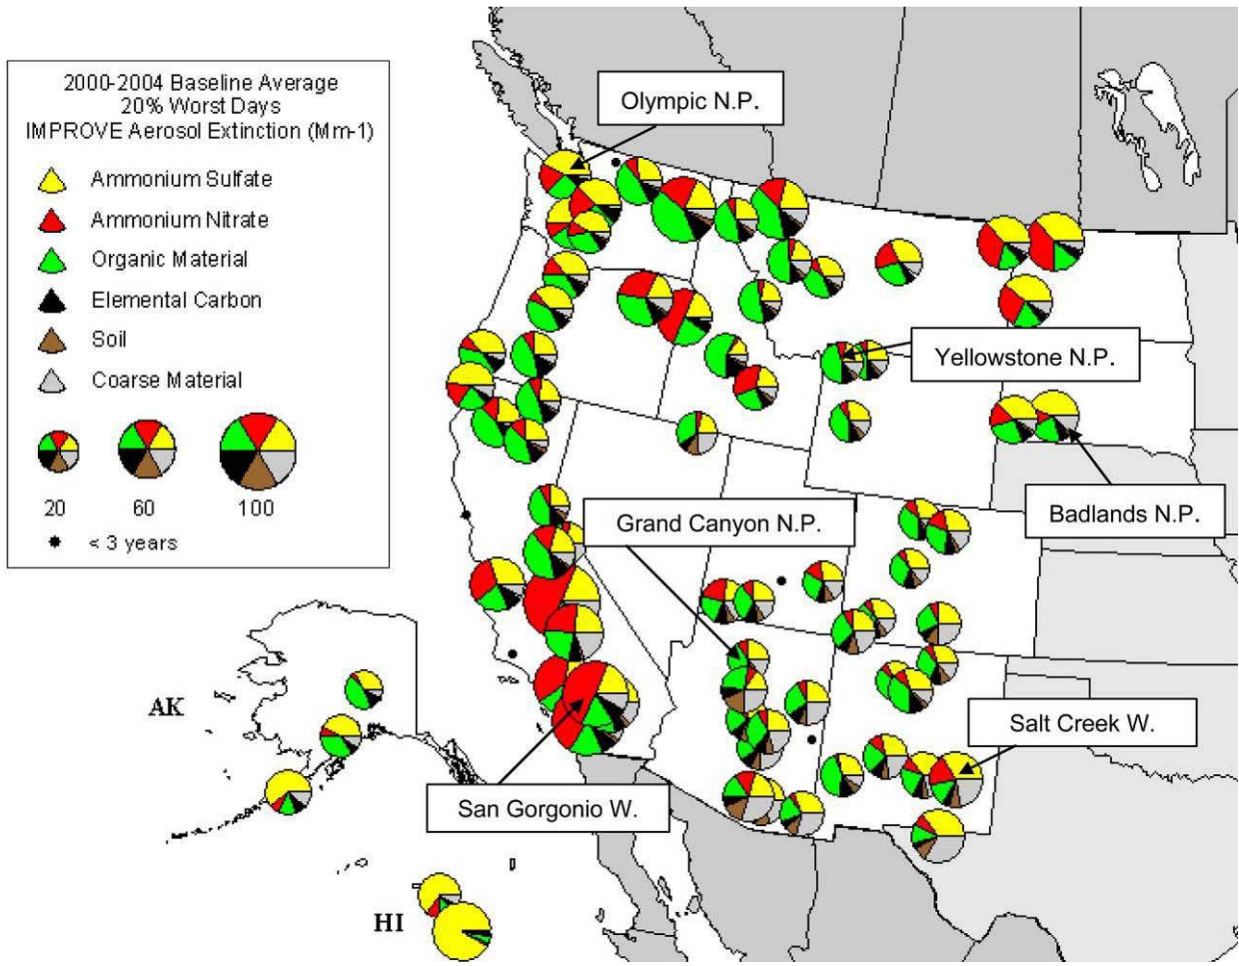 2000-2004 Baseline Average
20% Worst Days
IMPROVE Aerosol Extinction (Mm-1)
Ammonium Sulfate
Ammonium Nitrate
Organic Material
Elemental Carbon
Soil
Coarse Material
20 60 100
< 3 years
Olympic N.P.
Yellowstone N.P.
Badlands N.P.
Grand Canyon N.P.
Salt Creek W.
San Gorgonio W.
AK
HI